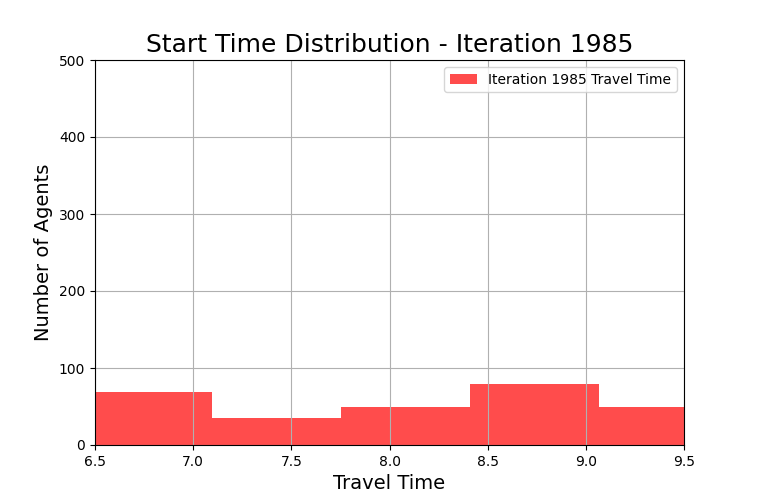 Start Time Distribution - Iteration 1985
Iteration 1985 Travel Time
Number of Agents
500
400
300
200
100
0
6.5 7.0 7.5 8.0 8.5 9.0 9.5
Travel Time